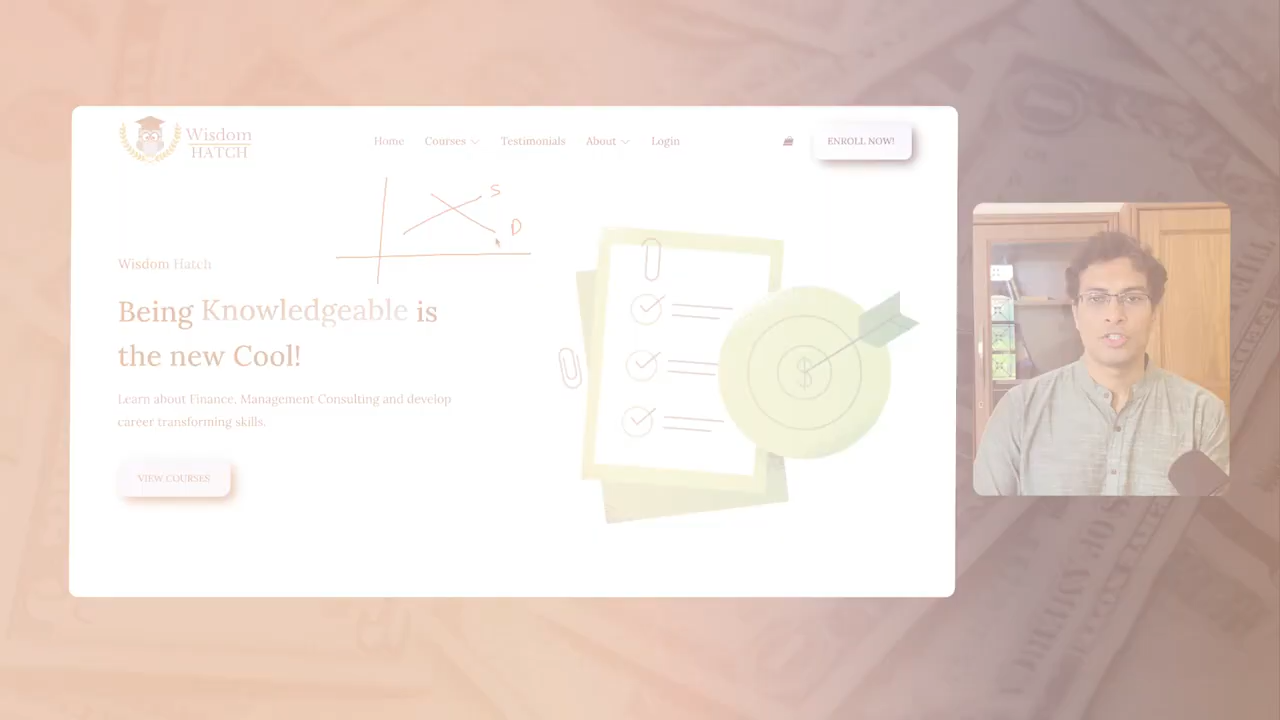 Wisdom
HATCH
Home Courses Testimonials About Login
ENROLL NOW!
S
D
Wisdom Hatch
Being Knowledgeable is
the new Cool!
Learn about Finance, Management Consulting and develop
career transforming skills.
VIEW COURSES
$